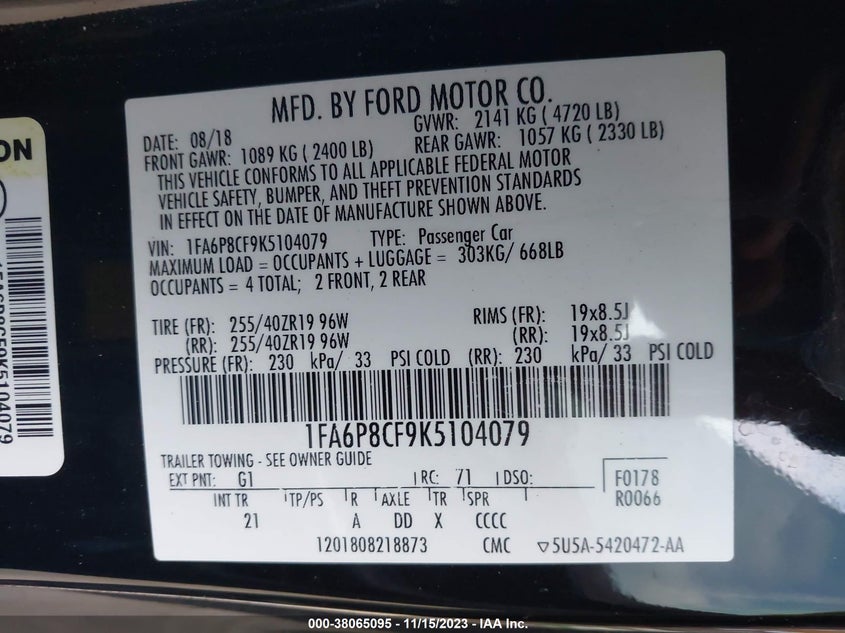 MFD. BY FORD MOTOR CO.
DATE: 08/18
GVWR: 2141 KG ( 4720 LB)
FRONT GAWR: 1089 KG ( 2400 LB)
REAR GAWR: 1057 KG ( 2330 LB)
THIS VEHICLE CONFORMS TO ALL APPLICABLE FEDERAL MOTOR
VEHICLE SAFETY, BUMPER, AND THEFT PREVENTION STANDARDS
IN EFFECT ON THE DATE OF MANUFACTURE SHOWN ABOVE.
VIN: 1FA6P8CF9K5104079 TYPE: Passenger Car
MAXIMUM LOAD = OCCUPANTS + LUGGAGE = 303KG/ 668LB
OCCUPANTS = 4 TOTAL; 2 FRONT, 2 REAR
TIRE (FR): 255/40ZR19 96W RIMS (FR): 19x8.5J
(RR): 255/40ZR19 96W (RR): 19x8.5J
PRESSURE (FR): 230 kPa/ 33 PSI COLD (RR): 230 kPa/ 33 PSI COLD
1FA6P8CF9K5104079
TRAILER TOWING - SEE OWNER GUIDE
EXT PNT: G1 RC: 71 DSO:
F0178
R0066
INT TR TP/PS R AXLE TR SPR
21 A DD X CCCC
1201808218873 CMC ▽5U5A-5420472-AA
ON
1FA6P8CF9K5104079
000-38065095 - 11/15/2023 - IAA Inc.